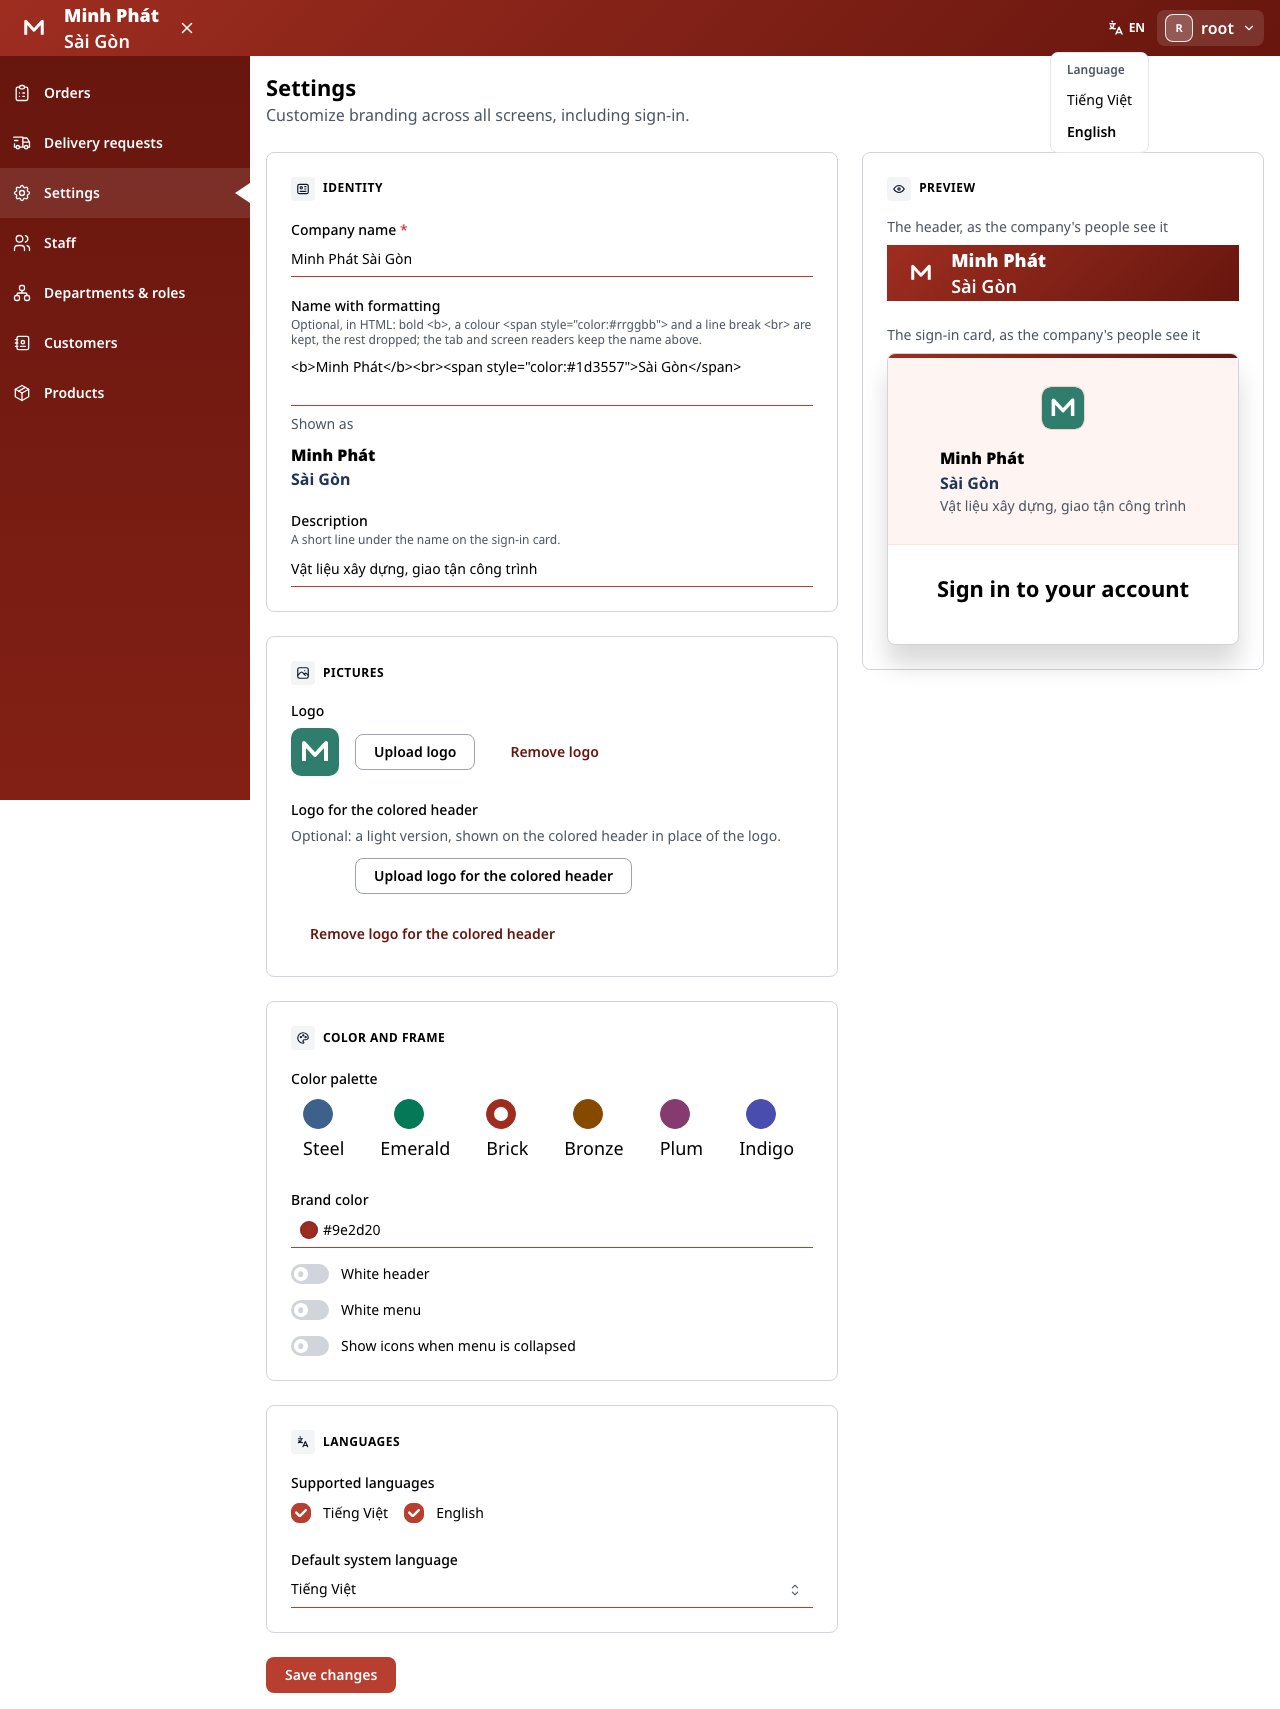 Minh Phát
Sài Gòn
EN
R
root
Language
Tiếng Việt
English
Orders
Delivery requests
Settings
Staff
Departments & roles
Customers
Products
Settings
Customize branding across all screens, including sign-in.
IDENTITY
Company name *
Minh Phát Sài Gòn
Name with formatting
Optional, in HTML: bold <b>, a colour <span style="color:#rrggbb"> and a line break <br> are
kept, the rest dropped; the tab and screen readers keep the name above.
<b>Minh Phát</b><br><span style="color:#1d3557">Sài Gòn</span>
Shown as
Minh Phát
Sài Gòn
Description
A short line under the name on the sign-in card.
Vật liệu xây dựng, giao tận công trình
PICTURES
Logo
Upload logo
Remove logo
Logo for the colored header
Optional: a light version, shown on the colored header in place of the logo.
Upload logo for the colored header
Remove logo for the colored header
COLOR AND FRAME
Color palette
Steel
Emerald
Brick
Bronze
Plum
Indigo
Brand color
#9e2d20
White header
White menu
Show icons when menu is collapsed
LANGUAGES
Supported languages
Tiếng Việt
English
Default system language
Tiếng Việt
Save changes
PREVIEW
The header, as the company's people see it
Minh Phát
Sài Gòn
The sign-in card, as the company's people see it
Minh Phát
Sài Gòn
Vật liệu xây dựng, giao tận công trình
Sign in to your account